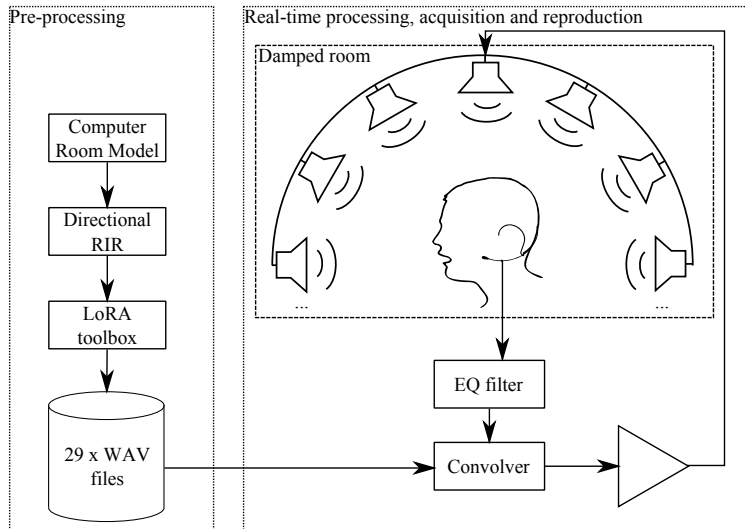 Pre-processing
Computer
Room Model
Directional
RIR
LoRA
toolbox
29 x WAV
files
Real-time processing, acquisition and reproduction
Damped room
...
...
EQ filter
Convolver